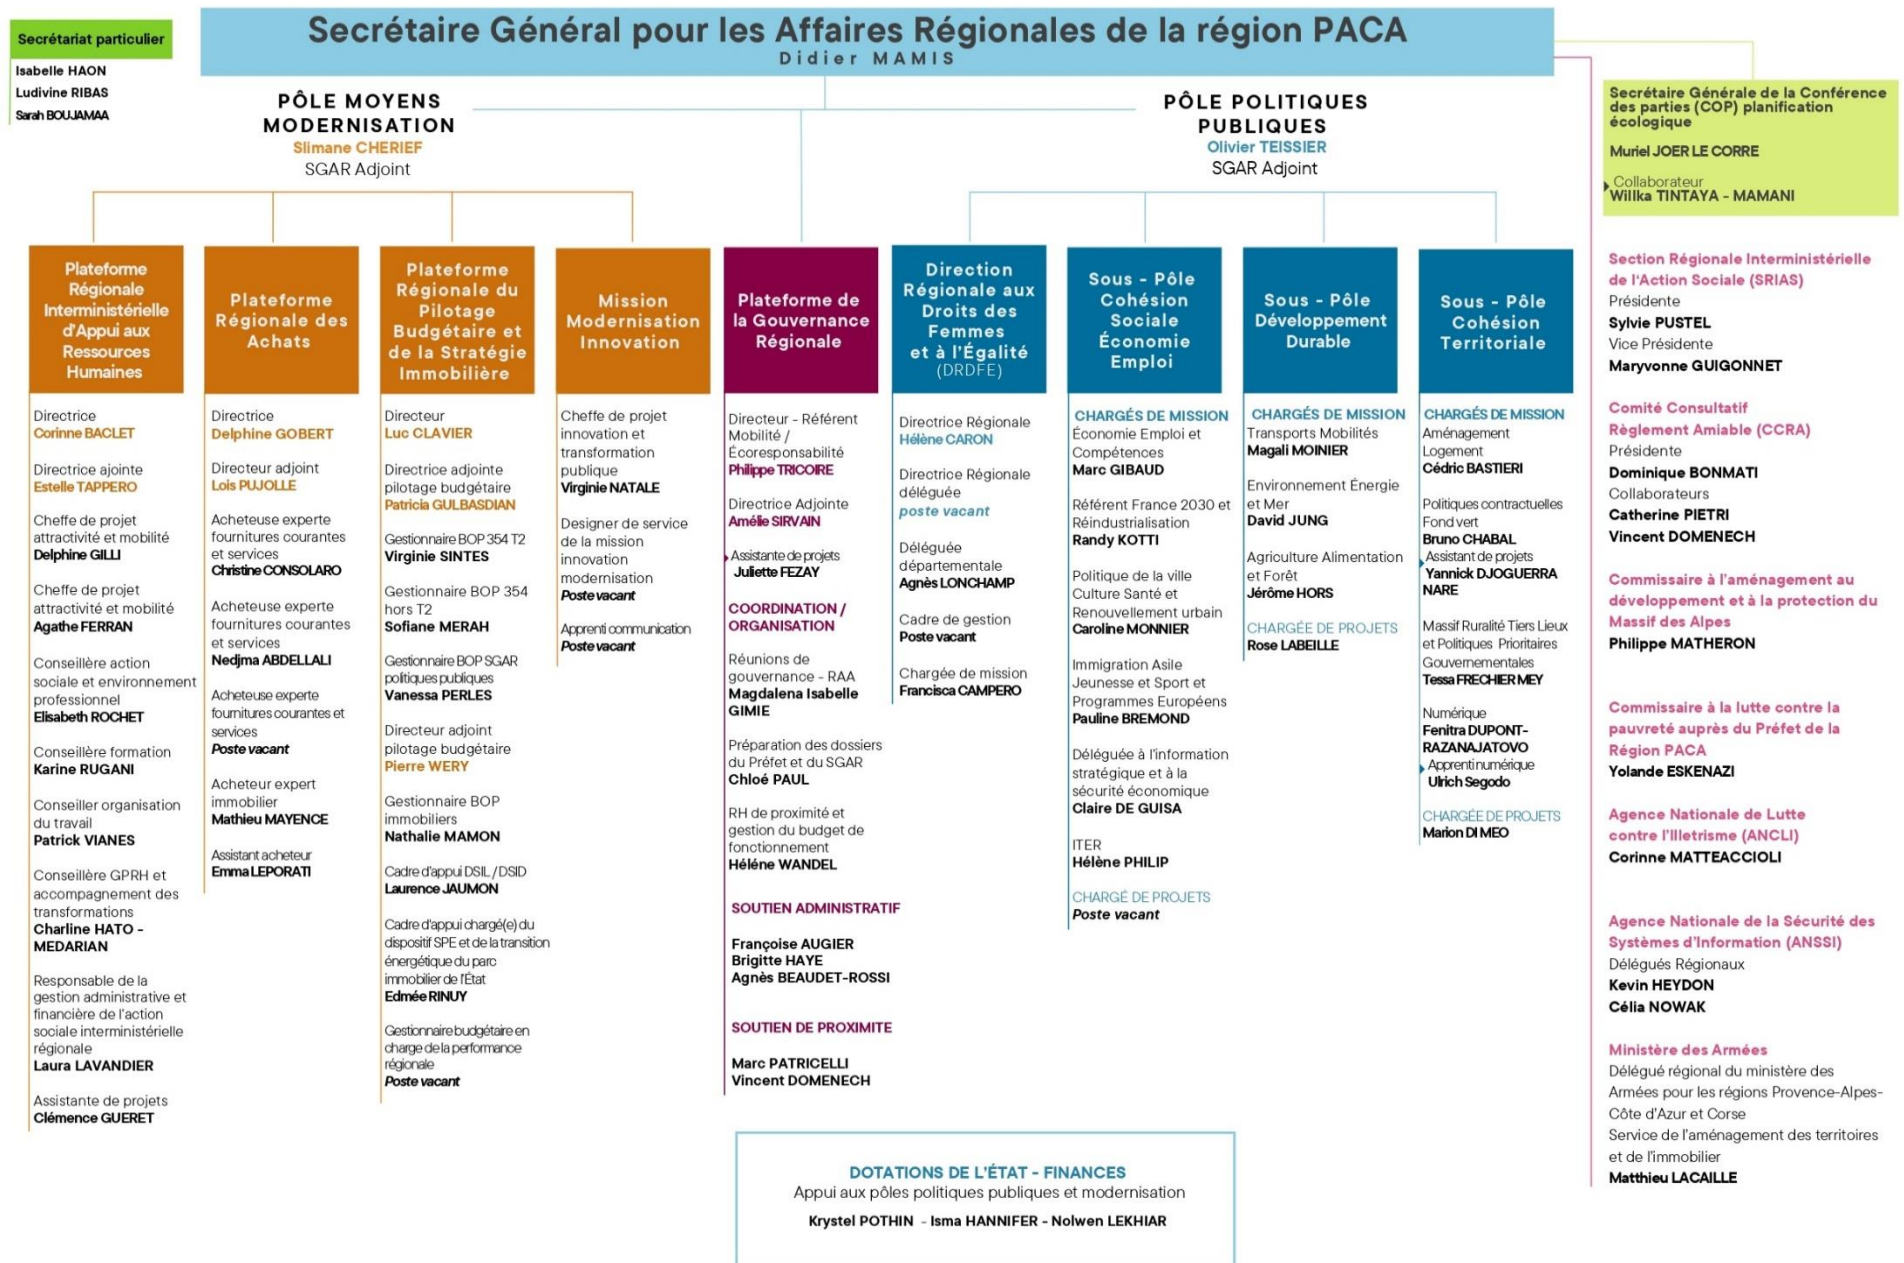 Secrétariat particulier
Isabelle HAON
Ludivine RIBAS
Sarah BOUJAMAA
Secrétaire Général pour les Affaires Régionales de la région PACA
Didier MAMIS
PÔLE MOYENS
MODERNISATION
Slimane CHERIEF
SGAR Adjoint
PÔLE POLITIQUES
PUBLIQUES
Olivier TEISSIER
SGAR Adjoint
Secrétaire Générale de la Conférence
des parties (COP) planification
écologique
Muriel JOER LE CORRE
Collaborateur
Willka TINTAYA - MAMANI
Plateforme
Régionale
Interministérielle
d'Appui aux
Ressources
Humaines
Directrice
Corinne BACLET
Directrice ajointe
Estelle TAPPERO
Cheffe de projet
attractivité et mobilité
Delphine GILLI
Cheffe de projet
attractivité et mobilité
Agathe FERRAN
Conseillère action
sociale et environnement
professionnel
Elisabeth ROCHET
Conseillère formation
Karine RUGANI
Conseiller organisation
du travail
Patrick VIANES
Conseillère GPRH et
accompagnement des
transformations
Charline HATO -
MEDARIAN
Responsable de la
gestion administrative et
financière de l'action
sociale interministérielle
régionale
Laura LAVANDIER
Assistante de projets
Clémence GUERET
Plateforme
Régionale des
Achats
Directrice
Delphine GOBERT
Directeur adjoint
Lois PUJOLLE
Acheteuse experte
fournitures courantes
et services
Christine CONSOLARO
Acheteuse experte
fournitures courantes
et services
Nedjma ABDELLALI
Acheteuse experte
fournitures courantes et
services
Poste vacant
Acheteur expert
immobilier
Mathieu MAYENCE
Assistant acheteur
Emma LEPORATI
Plateforme
Régionale du
Pilotage
Budgétaire et
de la Stratégie
Immobilière
Directeur
Luc CLAVIER
Directrice adjointe
pilotage budgétaire
Patricia GULBASDIAN
Gestionnaire BOP 354 T2
Virginie SINTES
Gestionnaire BOP 354
hors T2
Sofiane MERAH
Gestionnaire BOP SGAR
politiques publiques
Vanessa PERLES
Directeur adjoint
pilotage budgétaire
Pierre WERY
Gestionnaire BOP
immobiliers
Nathalie MAMON
Cadre d'appui DSIL / DSID
Laurence JAUMON
Cadre d'appui chargé(e) du
dispositif SPE et de la transition
énergétique du parc
immobilier de l'État
Edmée RINUY
Gestionnaire budgétaire en
charge de la performance
régionale
Poste vacant
Mission
Modernisation
Innovation
Cheffe de projet
innovation et
transformation
publique
Virginie NATALE
Designer de service
de la mission
innovation
modernisation
Poste vacant
Apprenti communication
Poste vacant
Plateforme de
la Gouvernance
Régionale
Directeur - Référent
Mobilité /
Écoresponsabilité
Philippe TRICOIRE
Directrice Adjointe
Amélie SIRVAIN
Assistante de projets
Juliette FEZAY
COORDINATION /
ORGANISATION
Réunions de
gouvernance - RAA
Magdalena Isabelle
GIMIE
Préparation des dossiers
du Préfet et du SGAR
Chloé PAUL
RH de proximité et
gestion du budget de
fonctionnement
Héléne WANDEL
SOUTIEN ADMINISTRATIF
Françoise AUGIER
Brigitte HAYE
Agnès BEAUDET-ROSSI
SOUTIEN DE PROXIMITE
Marc PATRICELLI
Vincent DOMENECH
Direction
Régionale aux
Droits des
Femmes
et à l'Égalité
(DRDFE)
Directrice Régionale
Hélène CARON
Directrice Régionale
déléguée
poste vacant
Déléguée
départementale
Agnès LONCHAMP
Cadre de gestion
Poste vacant
Chargée de mission
Francisca CAMPERO
Sous - Pôle
Cohésion
Sociale
Économie
Emploi
CHARGÉS DE MISSION
Économie Emploi et
Compétences
Marc GIBAUD
Référent France 2030 et
Réindustrialisation
Randy KOTTI
Politique de la ville
Culture Santé et
Renouvellement urbain
Caroline MONNIER
Immigration Asile
Jeunesse et Sport et
Programmes Européens
Pauline BREMOND
Déléguée à l'information
stratégique et à la
sécurité économique
Claire DE GUISA
ITER
Hélène PHILIP
CHARGÉ DE PROJETS
Poste vacant
Sous - Pôle
Développement
Durable
CHARGÉS DE MISSION
Transports Mobilités
Magali MOINIER
Environnement Énergie
et Mer
David JUNG
Agriculture Alimentation
et Forêt
Jérôme HORS
CHARGÉE DE PROJETS
Rose LABEILLE
Sous - Pôle
Cohésion
Territoriale
CHARGÉS DE MISSION
Aménagement
Logement
Cédric BASTIERI
Politiques contractuelles
Fond vert
Bruno CHABAL
Assistant de projets
Yannick DJOGUERRA
NARE
Massif Ruralité Tiers Lieux
et Politiques Prioritaires
Gouvernementales
Tessa FRECHIER MEY
Numérique
Fenitra DUPONT-
RAZANAJATOVO
Apprenti numérique
Ulrich Segodo
CHARGÉE DE PROJETS
Marion DI MEO
Section Régionale Interministérielle
de l'Action Sociale (SRIAS)
Présidente
Sylvie PUSTEL
Vice Présidente
Maryvonne GUIGONNET
Comité Consultatif
Règlement Amiable (CCRA)
Présidente
Dominique BONMATI
Collaborateurs
Catherine PIETRI
Vincent DOMENECH
Commissaire à l'aménagement au
développement et à la protection du
Massif des Alpes
Philippe MATHERON
Commissaire à la lutte contre la
pauvreté auprès du Préfet de la
Région PACA
Yolande ESKENAZI
Agence Nationale de Lutte
contre l'Illetrisme (ANCLI)
Corinne MATTEACCIOLI
Agence Nationale de la Sécurité des
Systèmes d'Information (ANSSI)
Délégués Régionaux
Kevin HEYDON
Célia NOWAK
Ministère des Armées
Délégué régional du ministère des
Armées pour les régions Provence-Alpes-
Côte d'Azur et Corse
Service de l'aménagement des territoires
et de l'immobilier
Matthieu LACAILLE
DOTATIONS DE L'ÉTAT - FINANCES
Appui aux pôles politiques publiques et modernisation
Krystel POTHIN - Isma HANNIFER - Nolwen LEKHIAR